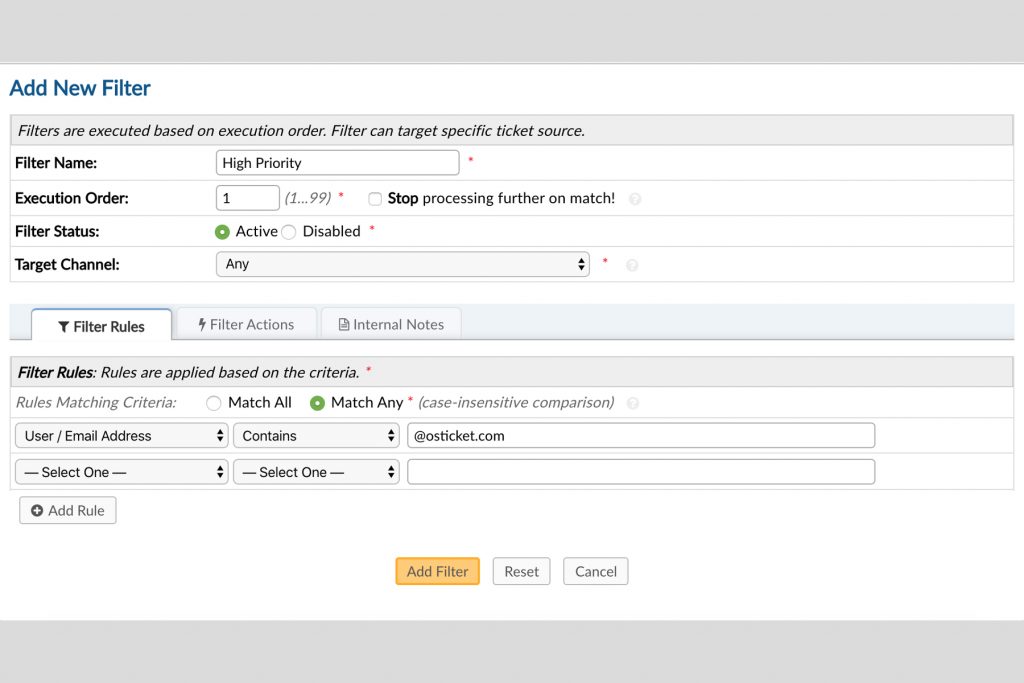 Add New Filter
Filters are executed based on execution order. Filter can target specific ticket source.
Filter Name: High Priority *
Execution Order: 1 (1...99) * Stop processing further on match! ?
Filter Status: Active Disabled *
Target Channel: Any * ?
Filter Rules Filter Actions Internal Notes
Filter Rules: Rules are applied based on the criteria. *
Rules Matching Criteria: Match All Match Any * (case-insensitive comparison) ?
User / Email Address Contains @osticket.com
— Select One — — Select One —
Add Rule
Add Filter Reset Cancel